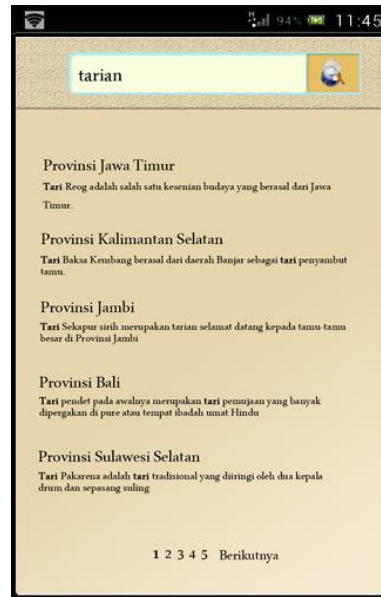 H 94% 11:45
tarian
Provinsi Jawa Timur
Tari Reog adalah salah satu kesenian budaya yang berasal dari Jawa
Timur.
Provinsi Kalimantan Selatan
Tari Baksa Kembang berasal dari daerah Banjar sebagai tari penyambut
tamu.
Provinsi Jambi
Tari Sekapur sirih merupakan tarian selamat datang kepada tamu-tamu
besar di Provinsi Jambi
Provinsi Bali
Tari pendet pada awalnya merupakan tari pemujaan yang banyak
dipergakan di pure atau tempat ibadah umat Hindu
Provinsi Sulawesi Selatan
Tari Pakarena adalah tari tradisional yang diiringi oleh dua kepala
drum dan sepasang suling
1 2 3 4 5 Berikutnya